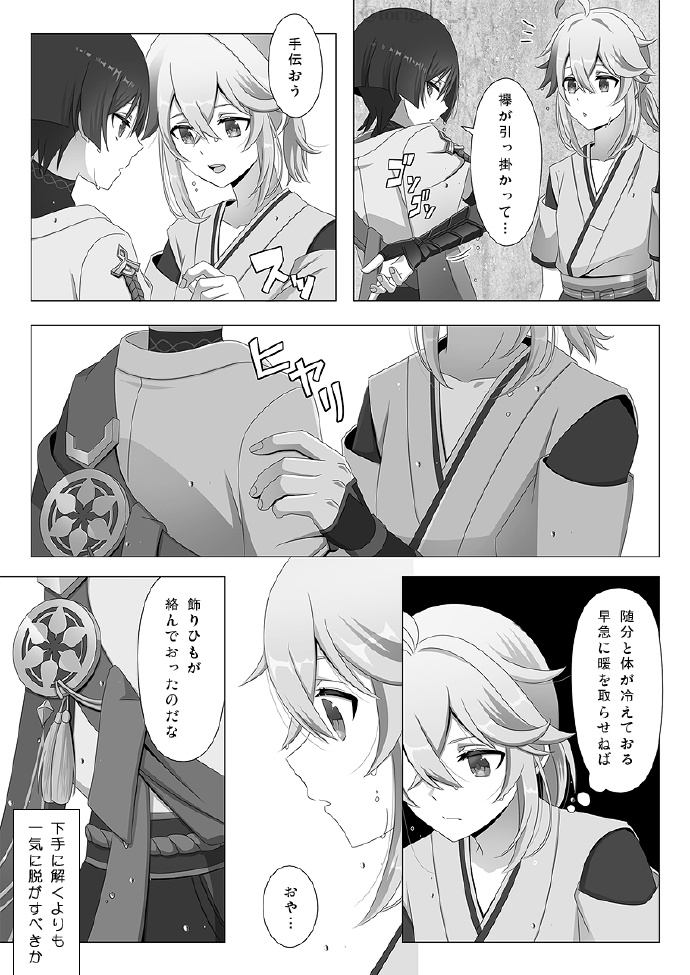 襷が引っ掛かって…
ゴソ
ゴソ
手伝おう
スッ
ヒヤリ
随分と体が冷えておる
早急に暖を取らせねば
おや…
飾りひもが
絡んでおったのだな
下手に解くよりも
一気に脱がすべきか